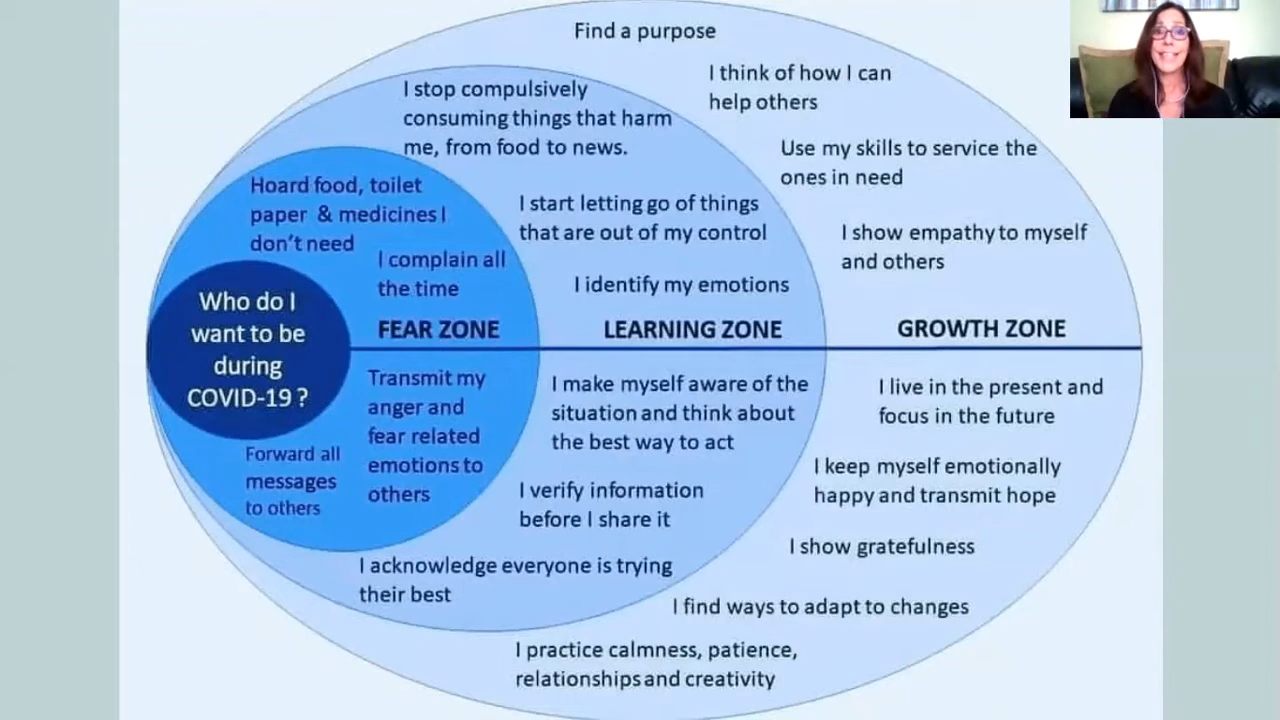 Find a purpose
I think of how I can
help others
Use my skills to service the
ones in need
I show empathy to myself
and others
I stop compulsively
consuming things that harm
me, from food to news.
I start letting go of things
that are out of my control
I identify my emotions
Hoard food, toilet
paper & medicines I
don't need
I complain all
the time
Who do I
want to be
during
COVID-19 ?
FEAR ZONE
LEARNING ZONE
GROWTH ZONE
Transmit my
anger and
fear related
emotions to
others
Forward all
messages
to others
I make myself aware of the
situation and think about
the best way to act
I verify information
before I share it
I acknowledge everyone is trying
their best
I live in the present and
focus in the future
I keep myself emotionally
happy and transmit hope
I show gratefulness
I find ways to adapt to changes
I practice calmness, patience,
relationships and creativity